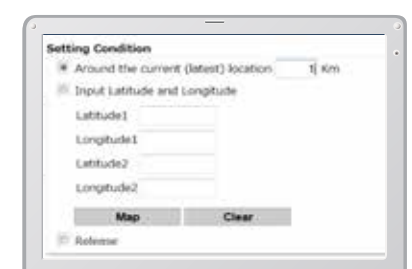 Setting Condition
Around the current (latest) location 1 Km
Input Latitude and Longitude
Latitude1
Longitude1
Latitude2
Longitude2
Map Clear
Release